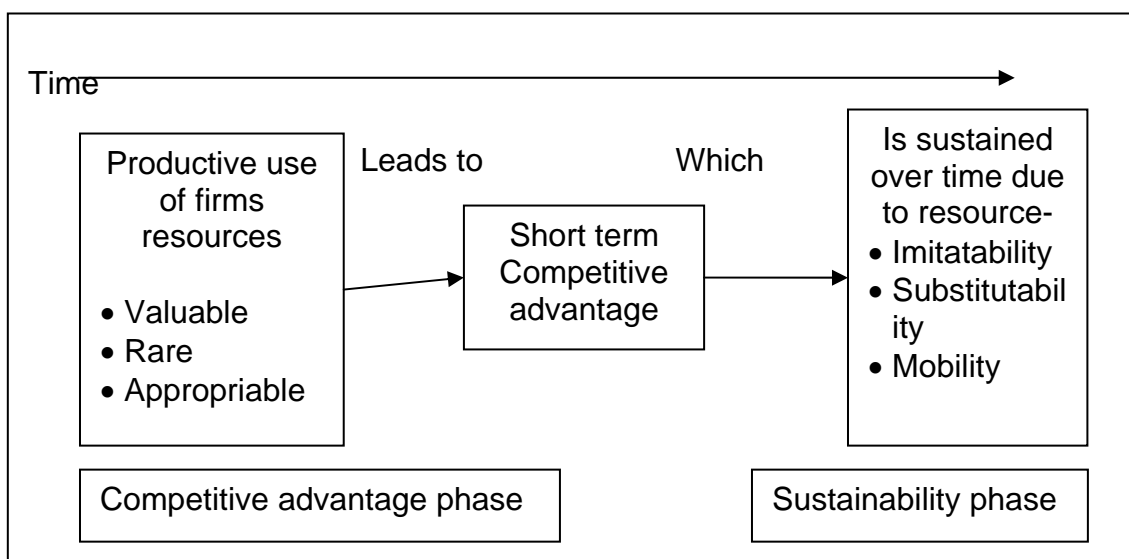 Time
Productive use
of firms
resources
• Valuable
• Rare
• Appropriable
Leads to
Short term
Competitive
advantage
Which
Is sustained
over time due
to resource-
• Imitatability
• Substitutabil
ity
• Mobility
Competitive advantage phase
Sustainability phase